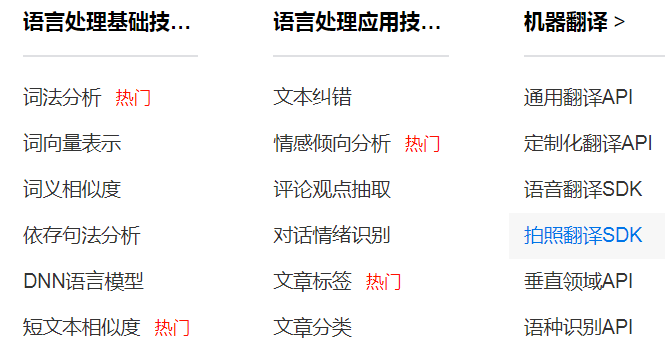 语言处理基础技...
词法分析 热门
词向量表示
词义相似度
依存句法分析
DNN语言模型
短文本相似度 热门
语言处理应用技...
文本纠错
情感倾向分析 热门
评论观点抽取
对话情绪识别
文章标签 热门
文章分类
机器翻译 >
通用翻译API
定制化翻译API
语音翻译SDK
拍照翻译SDK
垂直领域API
语种识别API